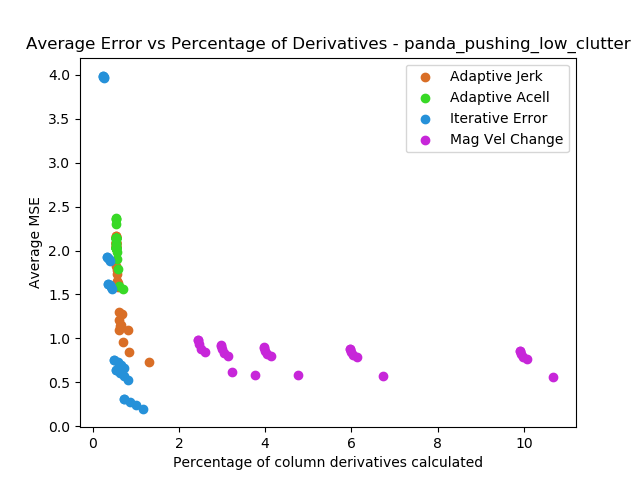 Average Error vs Percentage of Derivatives - panda_pushing_low_clutter
Adaptive Jerk
Adaptive Acell
Iterative Error
Mag Vel Change
Average MSE
4.0
3.5
3.0
2.5
2.0
1.5
1.0
0.5
0.0
0 2 4 6 8 10
Percentage of column derivatives calculated